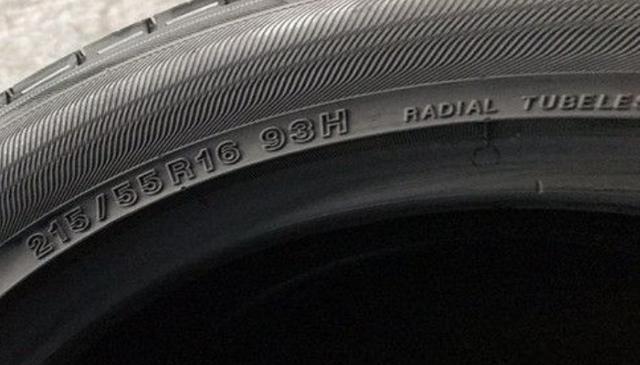 215/55R16 93H RADIAL TUBELES